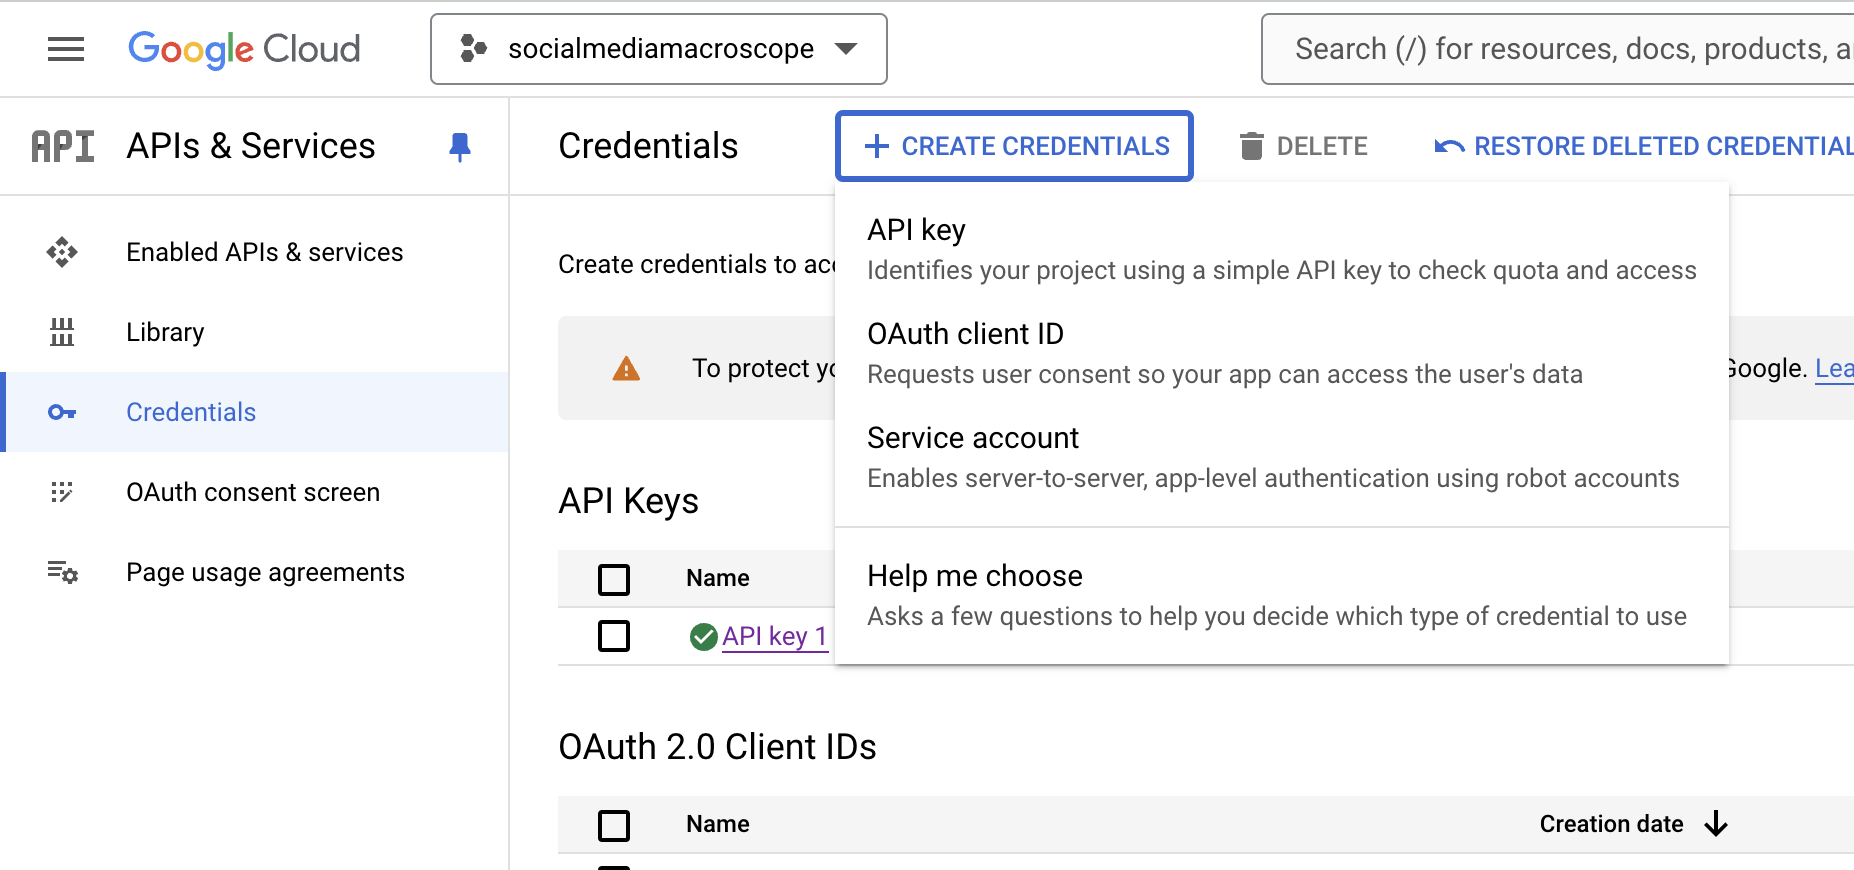 Google Cloud
socialmediamacroscope
Search (/) for resources, docs, products,
API
APIs & Services
Credentials
CREATE CREDENTIALS
DELETE
RESTORE DELETED CREDENTIAL
Enabled APIs & services
Library
Credentials
OAuth consent screen
Page usage agreements
Create credentials to
API key
Identifies your project using a simple API key to check quota and access
OAuth client ID
Requests user consent so your app can access the user's data
Service account
Enables server-to-server, app-level authentication using robot accounts
Help me choose
Asks a few questions to help you decide which type of credential to use
To protect
Google.
API Keys
Name
API key 1
OAuth 2.0 Client IDs
Name
Creation date